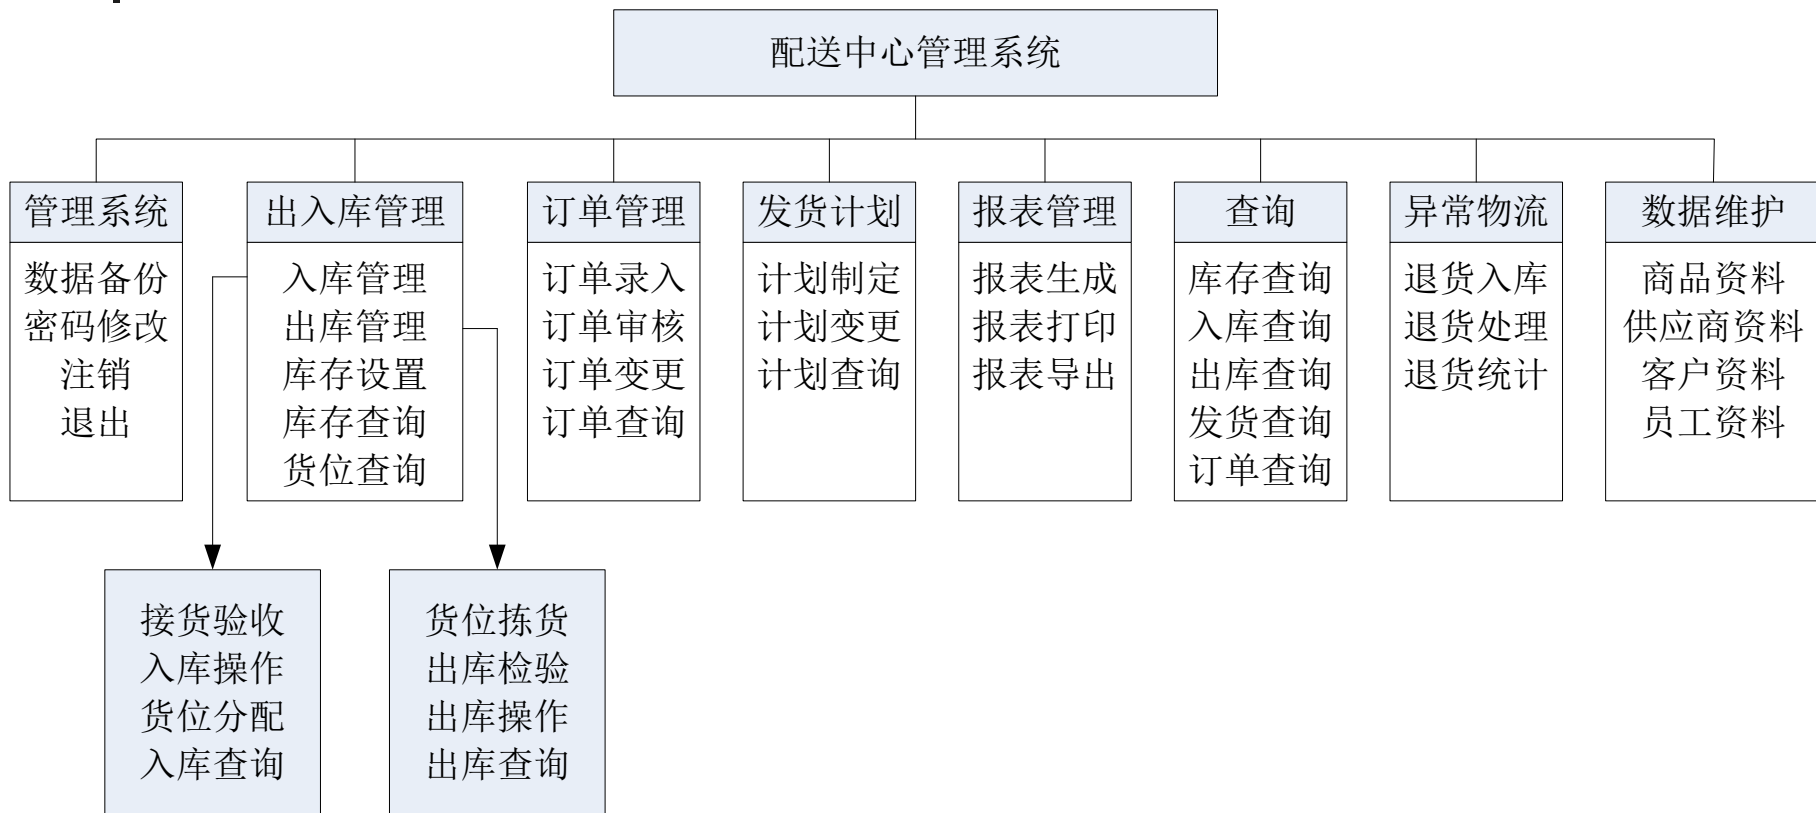 配送中心管理系统
管理系统
数据备份
密码修改
注销
退出
出入库管理
入库管理
出库管理
库存设置
库存查询
货位查询
订单管理
订单录入
订单审核
订单变更
订单查询
发货计划
计划制定
计划变更
计划查询
报表管理
报表生成
报表打印
报表导出
查询
库存查询
入库查询
出库查询
发货查询
订单查询
异常物流
退货入库
退货处理
退货统计
数据维护
商品资料
供应商资料
客户资料
员工资料
接货验收
入库操作
货位分配
入库查询
货位拣货
出库检验
出库操作
出库查询